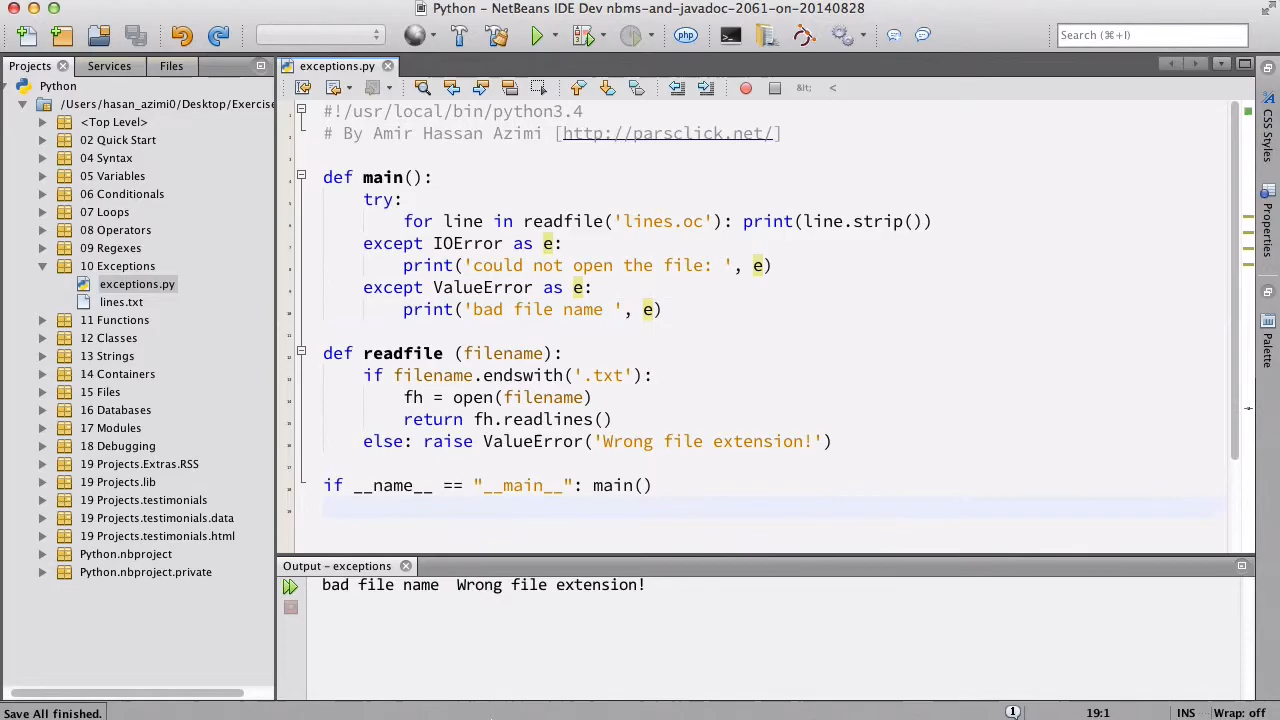 Python – NetBeans IDE Dev nbms-and-javadoc-2061-on-20140828
php
Search (⌘+I)
Projects
Services
Files
exceptions.py
Python
/Users/hasan_azimi0/Desktop/Exercise
<Top Level>
02 Quick Start
04 Syntax
05 Variables
06 Conditionals
07 Loops
08 Operators
09 Regexes
10 Exceptions
exceptions.py
lines.txt
11 Functions
12 Classes
13 Strings
14 Containers
15 Files
16 Databases
17 Modules
18 Debugging
19 Projects.Extras.RSS
19 Projects.lib
19 Projects.testimonials
19 Projects.testimonials.data
19 Projects.testimonials.html
Python.nbproject
Python.nbproject.private
&lt; <
#!/usr/local/bin/python3.4
# By Amir Hassan Azimi [http://parsclick.net/]
def main():
try:
for line in readfile('lines.oc'): print(line.strip())
except IOError as e:
print('could not open the file: ', e)
except ValueError as e:
print('bad file name ', e)
def readfile (filename):
if filename.endswith('.txt'):
fh = open(filename)
return fh.readlines()
else: raise ValueError('Wrong file extension!')
if __name__ == "__main__": main()
CSS Styles
Properties
Palette
Output – exceptions
bad file name  Wrong file extension!
Save All finished.
1
19:1
INS
Wrap: off